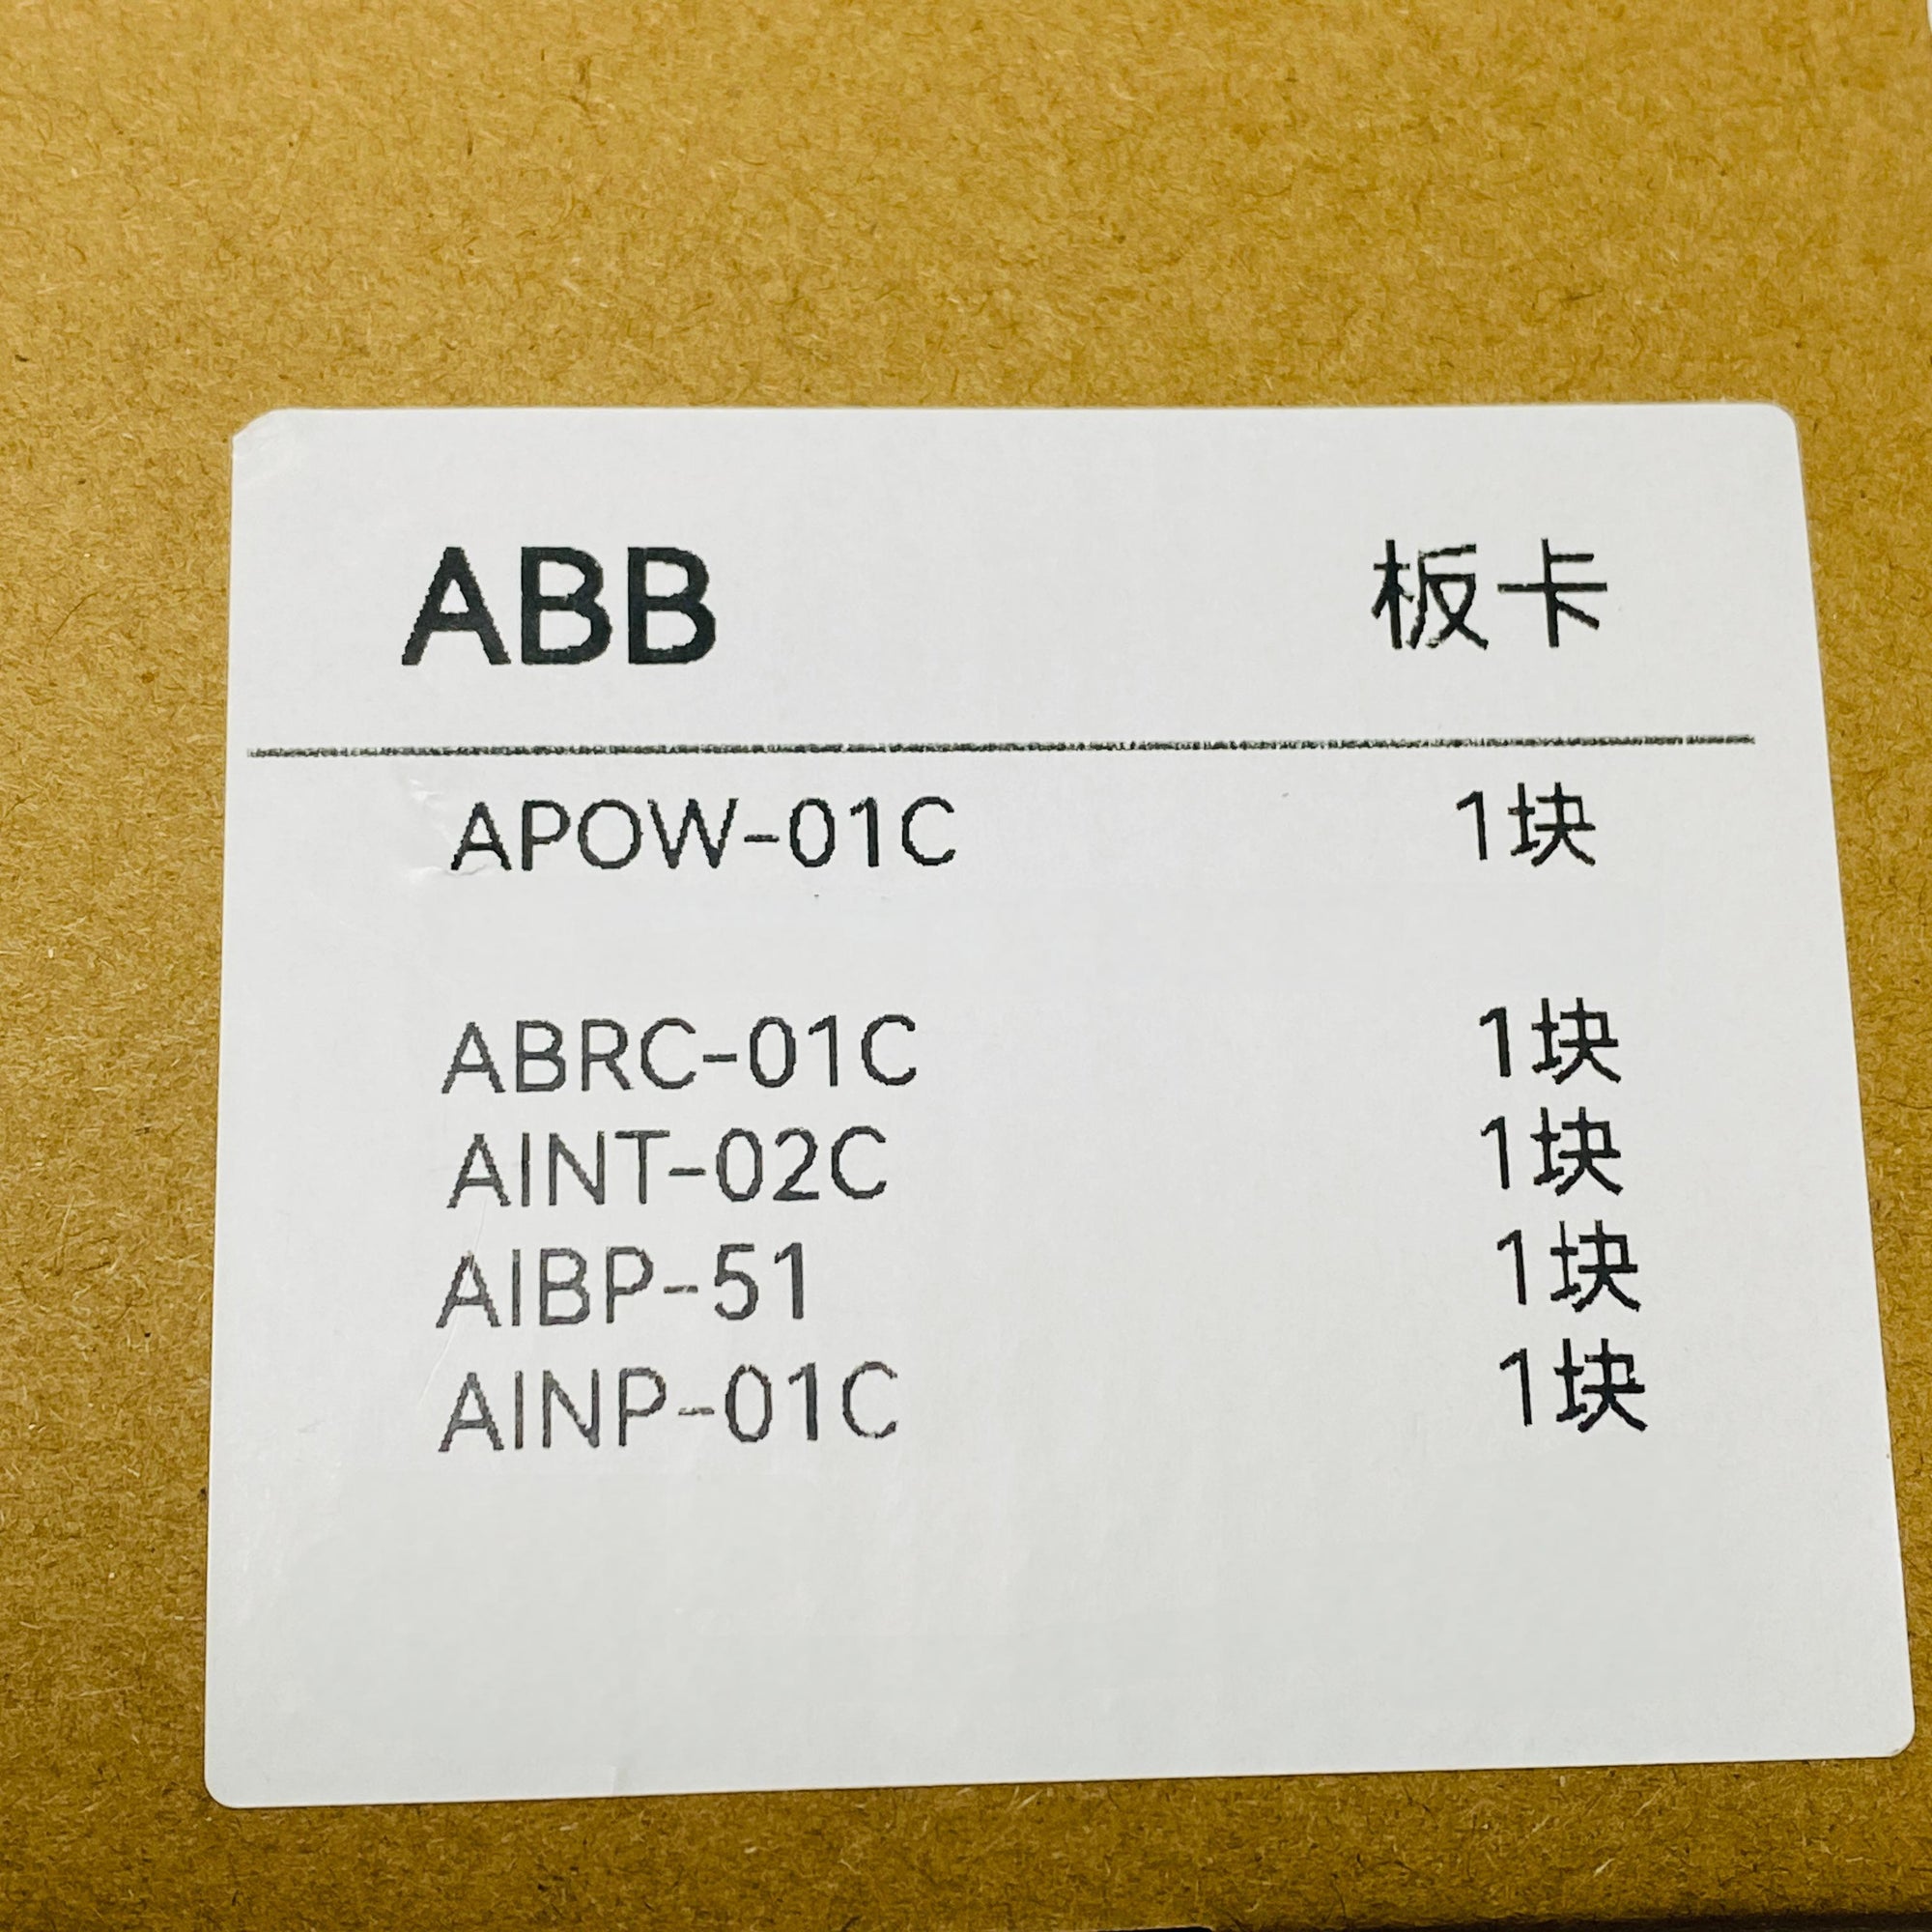 ABB 板卡
APOW-01C 1块
ABRC-01C 1块
AINT-02C 1块
AIBP-51 1块
AINP-01C 1块